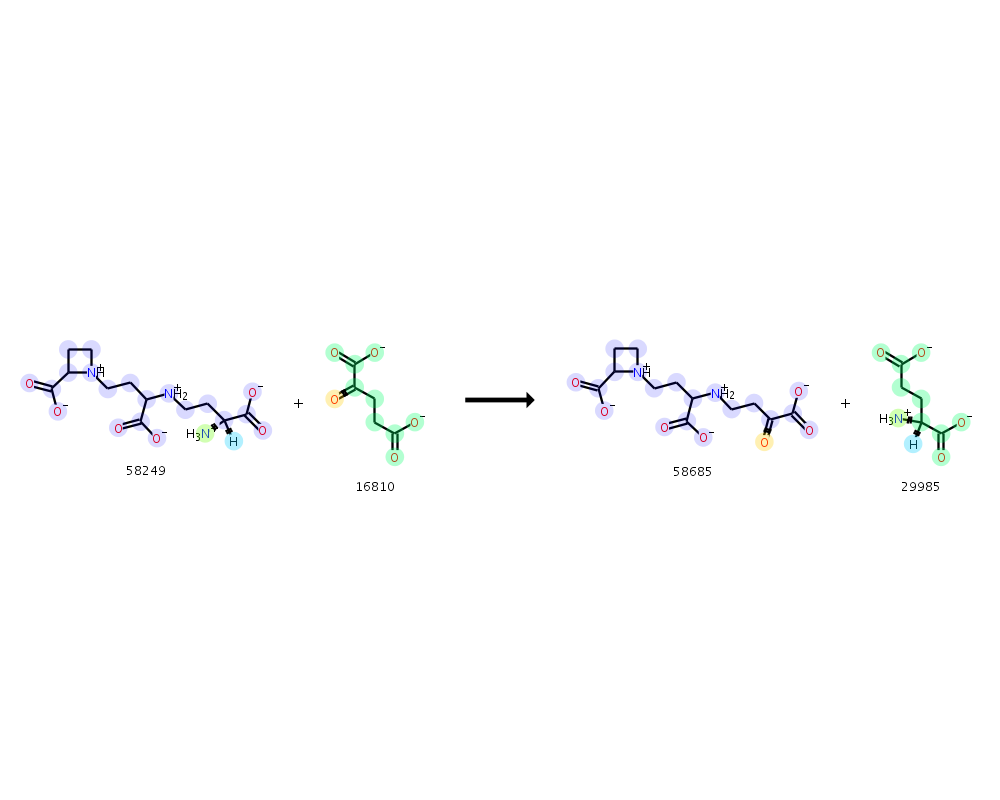 O O⁻ NH⁺ O O⁻ NH₂⁺ H₃N⁺ H O⁻ O
58249
+
O O⁻ O O⁻ O
16810
O O⁻ NH⁺ O O⁻ NH₂⁺ O O⁻ O
58685
+
O O⁻ H₃N⁺ H O⁻ O
29985